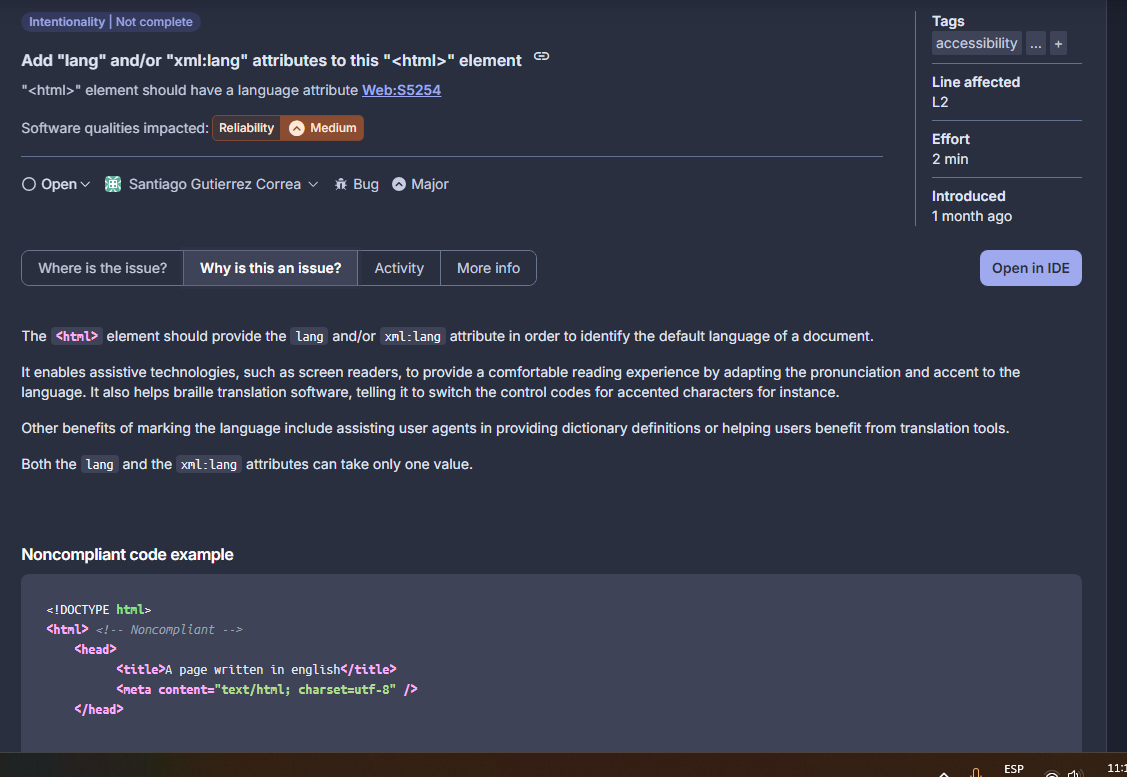 Intentionality | Not complete
Add "lang" and/or "xml:lang" attributes to this "<html>" element
"<html>" element should have a language attribute Web:S5254
Software qualities impacted: Reliability Medium
Open Santiago Gutierrez Correa Bug Major
Tags
accessibility ... +
Line affected
L2
Effort
2 min
Introduced
1 month ago
Where is the issue? Why is this an issue? Activity More info
Open in IDE
The <html> element should provide the lang and/or xml:lang attribute in order to identify the default language of a document.
It enables assistive technologies, such as screen readers, to provide a comfortable reading experience by adapting the pronunciation and accent to the
language. It also helps braille translation software, telling it to switch the control codes for accented characters for instance.
Other benefits of marking the language include assisting user agents in providing dictionary definitions or helping users benefit from translation tools.
Both the lang and the xml:lang attributes can take only one value.
Noncompliant code example
<!DOCTYPE html>
<html> <!-- Noncompliant -->
<head>
<title>A page written in english</title>
<meta content="text/html; charset=utf-8" />
</head>
ESP